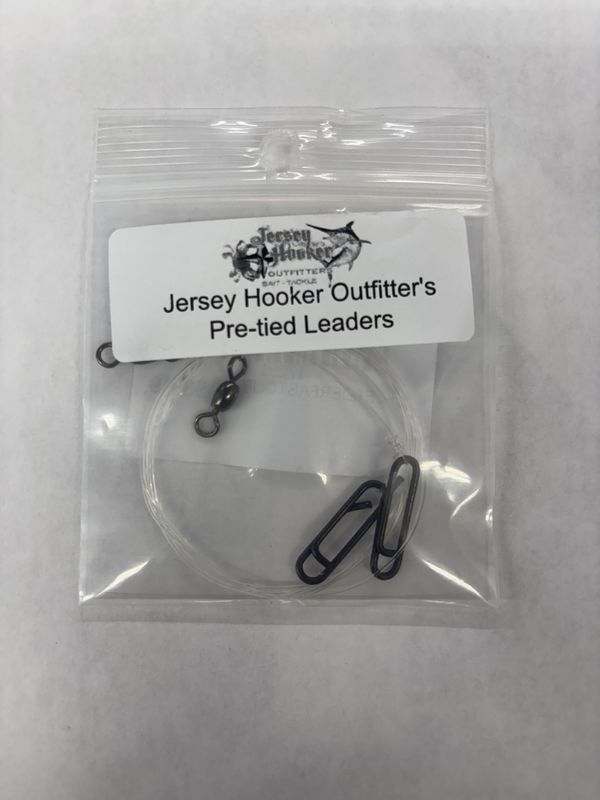 Jersey
Hooker
OUTFITTERS
BAIT - TACKLE
Jersey Hooker Outfitter's
Pre-tied Leaders